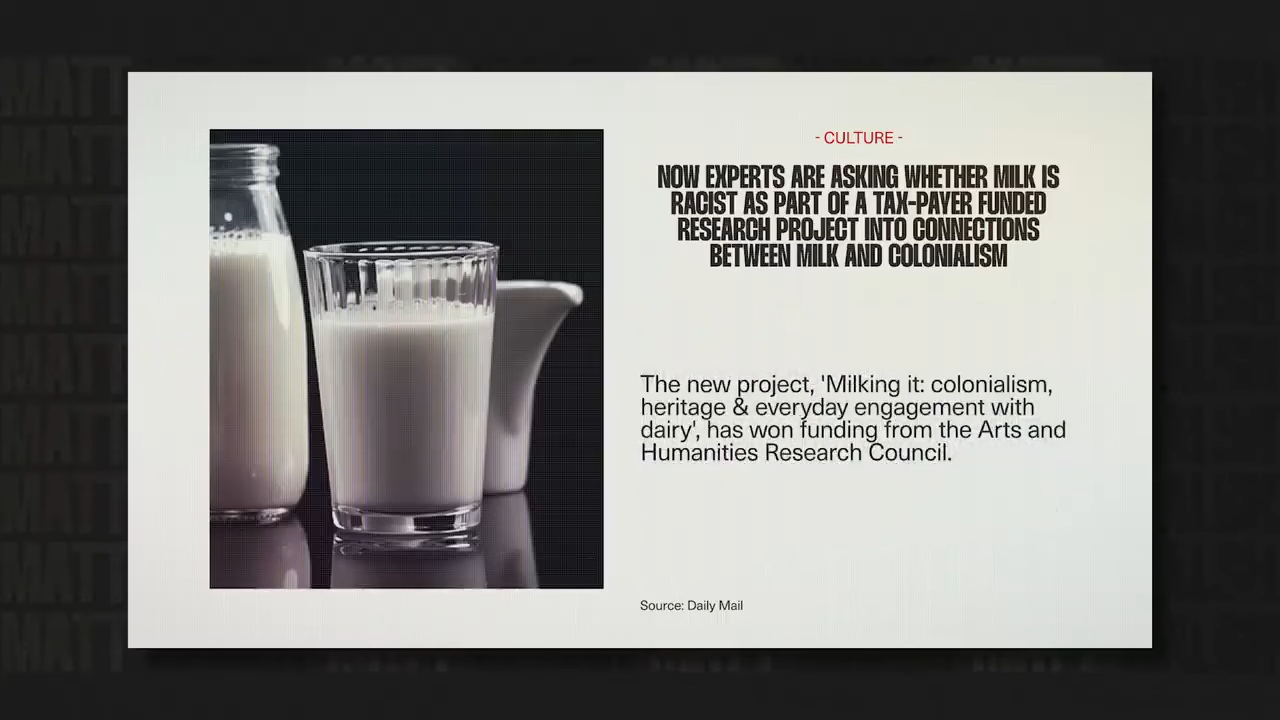 - CULTURE -
NOW EXPERTS ARE ASKING WHETHER MILK IS
RACIST AS PART OF A TAX-PAYER FUNDED
RESEARCH PROJECT INTO CONNECTIONS
BETWEEN MILK AND COLONIALISM
The new project, 'Milking it: colonialism,
heritage & everyday engagement with
dairy', has won funding from the Arts and
Humanities Research Council.
Source: Daily Mail